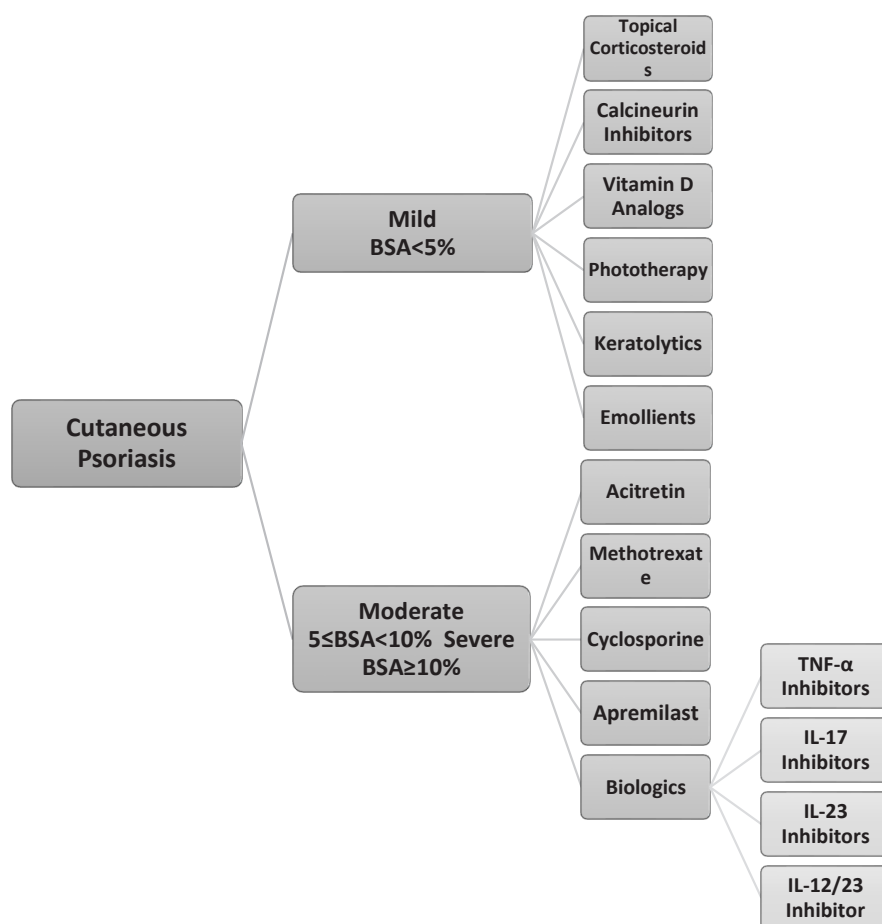 Topical
Corticosteroid
s
Calcineurin
Inhibitors
Vitamin D
Analogs
Phototherapy
Keratolytics
Emollients
Mild
BSA<5%
Cutaneous
Psoriasis
Moderate
5≤BSA<10% Severe
BSA≥10%
Acitretin
Methotrexat
e
Cyclosporine
Apremilast
Biologics
TNF-α
Inhibitors
IL-17
Inhibitors
IL-23
Inhibitors
IL-12/23
Inhibitor